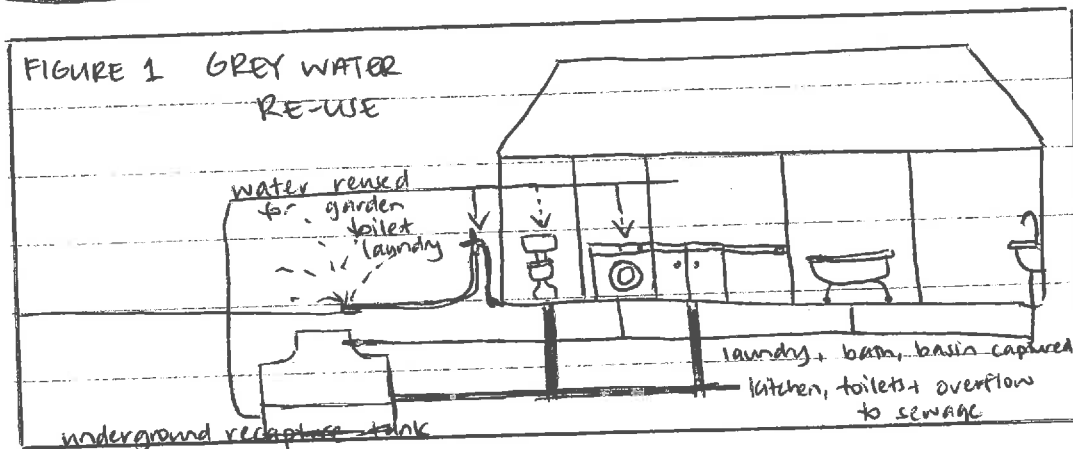 FIGURE 1 GREY WATER
RE-USE
water reused
for garden
toilet
laundry
laundry, bath, basin captured
kitchen, toilets + overflow
to sewage
underground recapture tank